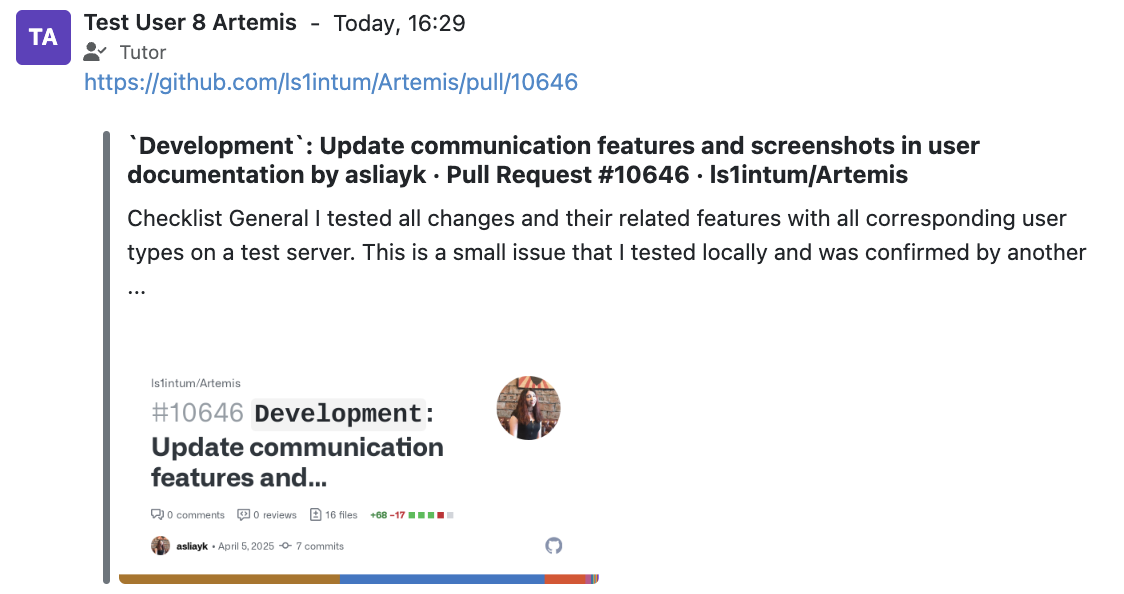 TA
Test User 8 Artemis - Today, 16:29
Tutor
https://github.com/ls1intum/Artemis/pull/10646
`Development`: Update communication features and screenshots in user
documentation by asliayk · Pull Request #10646 · ls1intum/Artemis
Checklist General I tested all changes and their related features with all corresponding user
types on a test server. This is a small issue that I tested locally and was confirmed by another
...
ls1intum/Artemis
#10646 Development:
Update communication
features and...
0 comments 0 reviews 16 files +68 −17
asliayk • April 5, 2025 7 commits